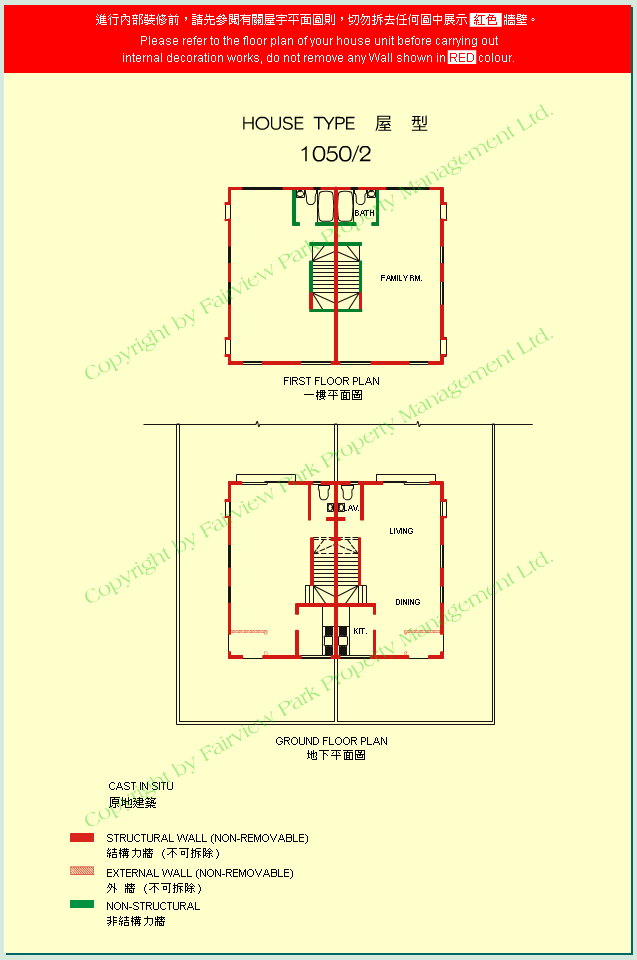 進行內部裝修前，請先參閱有關屋宇平面圖則，切勿拆去任何圖中展示 紅色 牆壁。
Please refer to the floor plan of your house unit before carrying out
internal decoration works, do not remove any Wall shown in RED colour.
HOUSE TYPE 屋 型
1050/2
BATH
FAMILY RM.
Copyright by Fairview Park Property Management Ltd.
FIRST FLOOR PLAN
一樓平面圖
LAV.
LIVING
Copyright by Fairview Park Property Management Ltd.
DINING
KIT.
Copyright by Fairview Park Property Management Ltd.
GROUND FLOOR PLAN
地下平面圖
CAST IN SITU
原地建築
STRUCTURAL WALL (NON-REMOVABLE)
結構力牆 (不可拆除)
EXTERNAL WALL (NON-REMOVABLE)
外 牆 (不可拆除)
NON-STRUCTURAL
非結構力牆